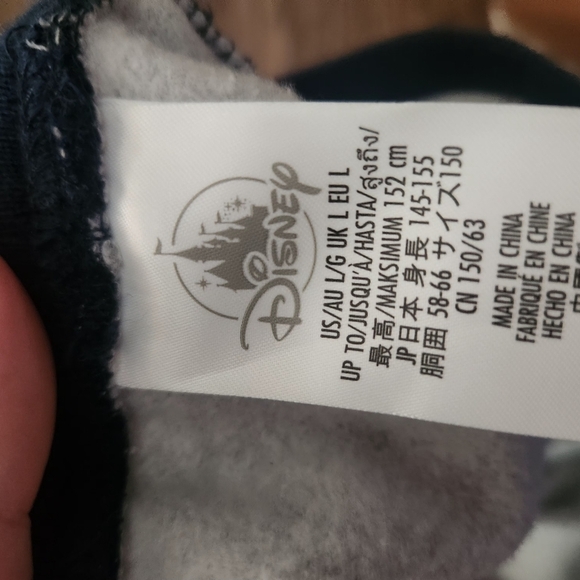 Disney
US/AU L/G UK L EU L
UP TO/JUSQU'À/HASTA/สูงถึง/
最高/MAKSIMUM 152 cm
JP日本 身長 145-155
胴囲 58-66 サイズ150
CN 150/63
MADE IN CHINA
FABRIQUÉ EN CHINE
HECHO EN CHINA